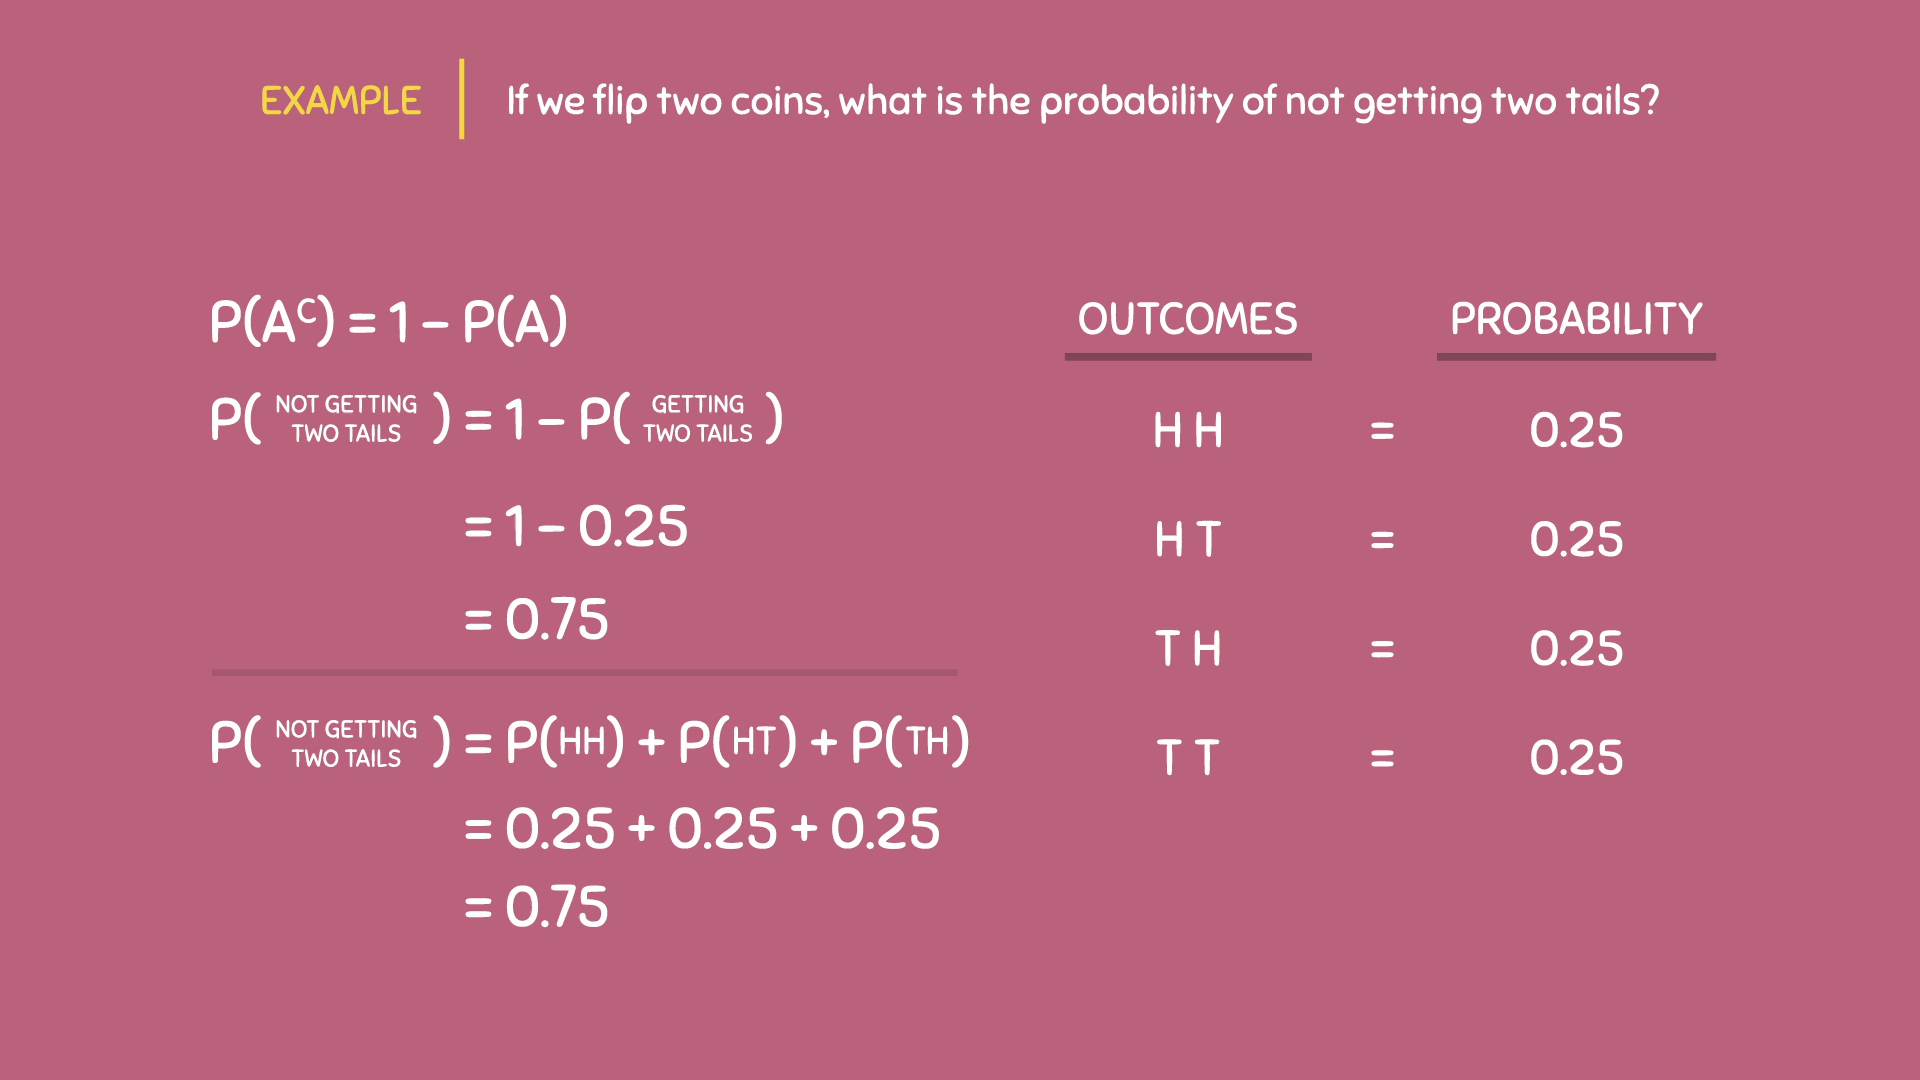 EXAMPLE
If we flip two coins, what is the probability of not getting two tails?
P(Aᶜ) = 1 – P(A)
P( NOT GETTING TWO TAILS ) = 1 – P( GETTING TWO TAILS )
= 1 – 0.25
= 0.75
P( NOT GETTING TWO TAILS ) = P(HH) + P(HT) + P(TH)
= 0.25 + 0.25 + 0.25
= 0.75
OUTCOMES PROBABILITY
H H = 0.25
H T = 0.25
T H = 0.25
T T = 0.25